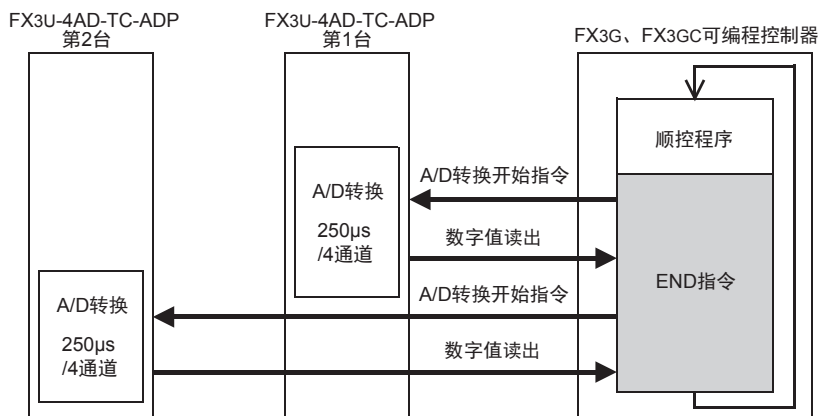 FX3U-4AD-TC-ADP
第2台
FX3U-4AD-TC-ADP
第1台
FX3G、FX3GC可编程控制器
顺控程序
A/D转换
250μs
/4通道
A/D转换开始指令
数字值读出
END指令
A/D转换
250μs
/4通道
A/D转换开始指令
数字值读出